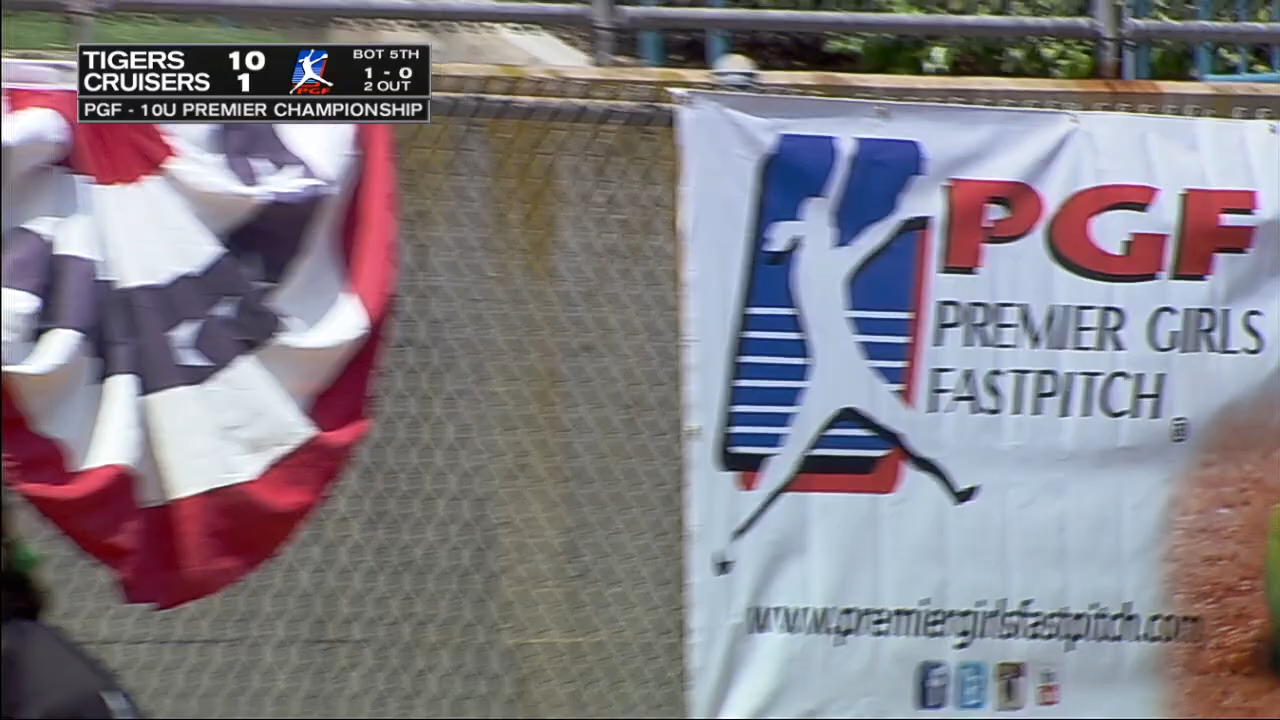 TIGERS 10
CRUISERS 1
PGF
BOT 5TH
1 - 0
2 OUT
PGF - 10U PREMIER CHAMPIONSHIP
PGF
PREMIER GIRLS
FASTPITCH
®
www.premiergirlsfastpitch.com